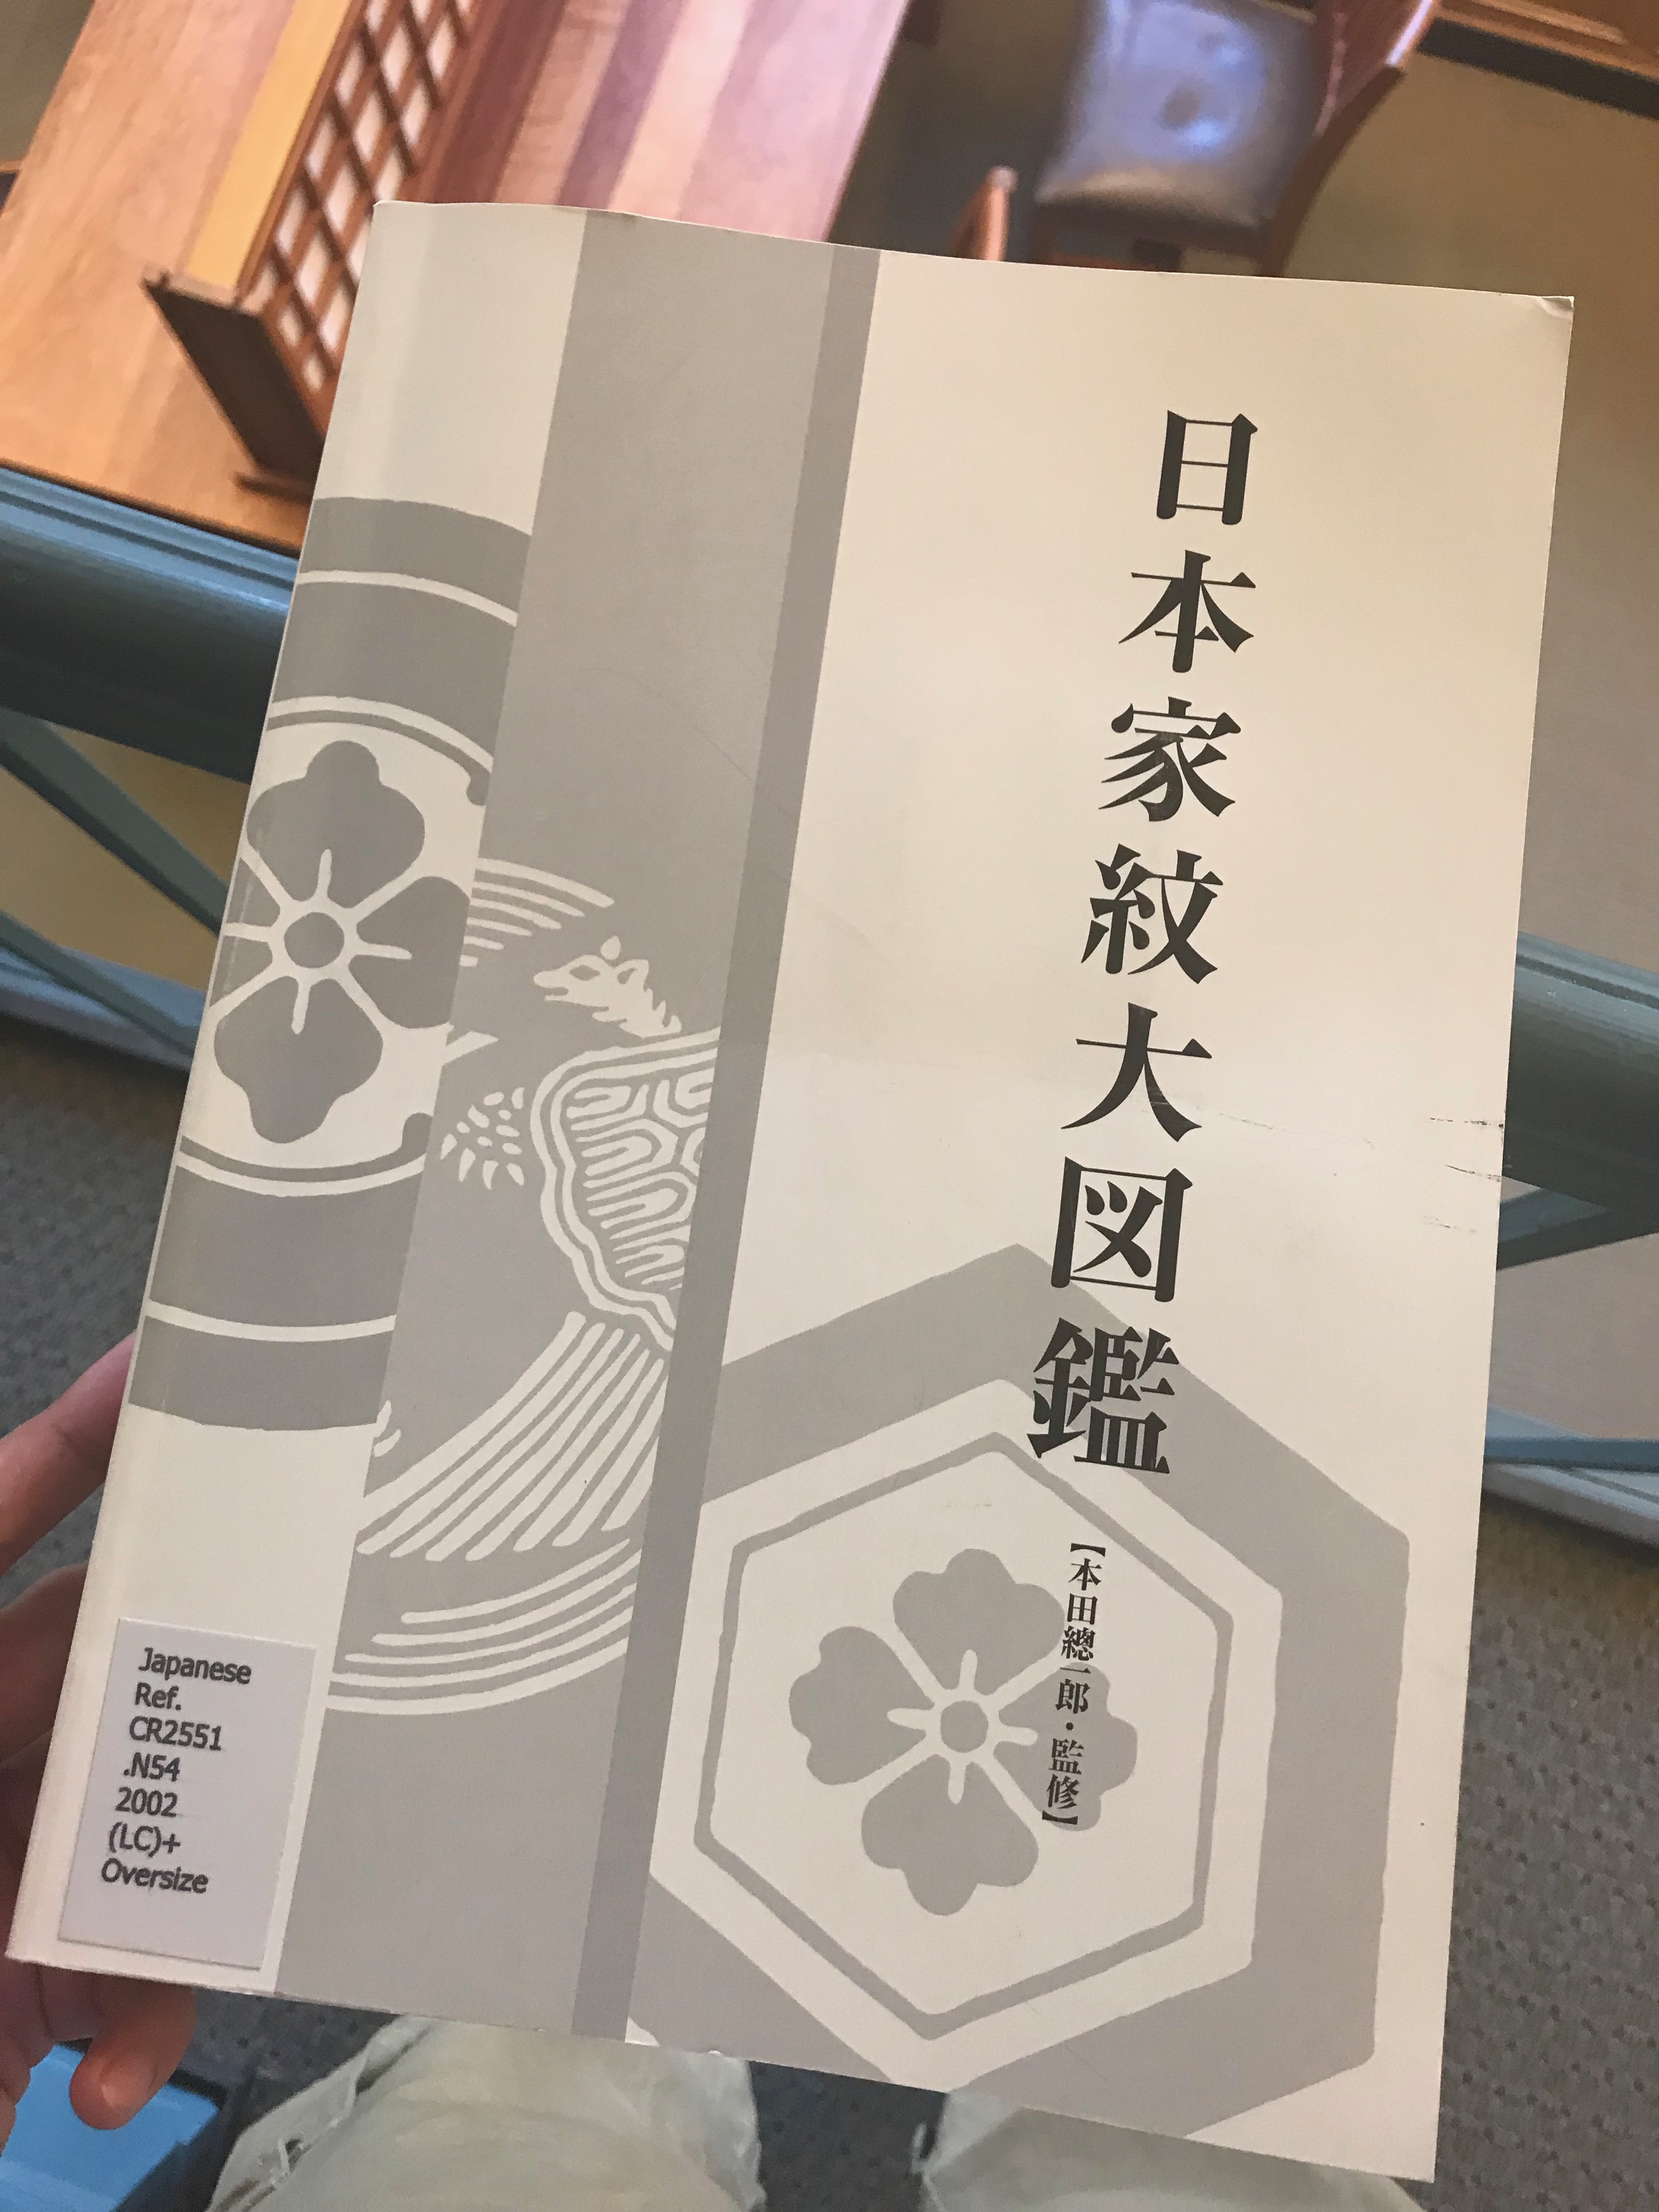 日本家紋大図鑑
【本田總一郎・監修】
Japanese
Ref.
CR2551
.N54
2002
(LC)+
Oversize